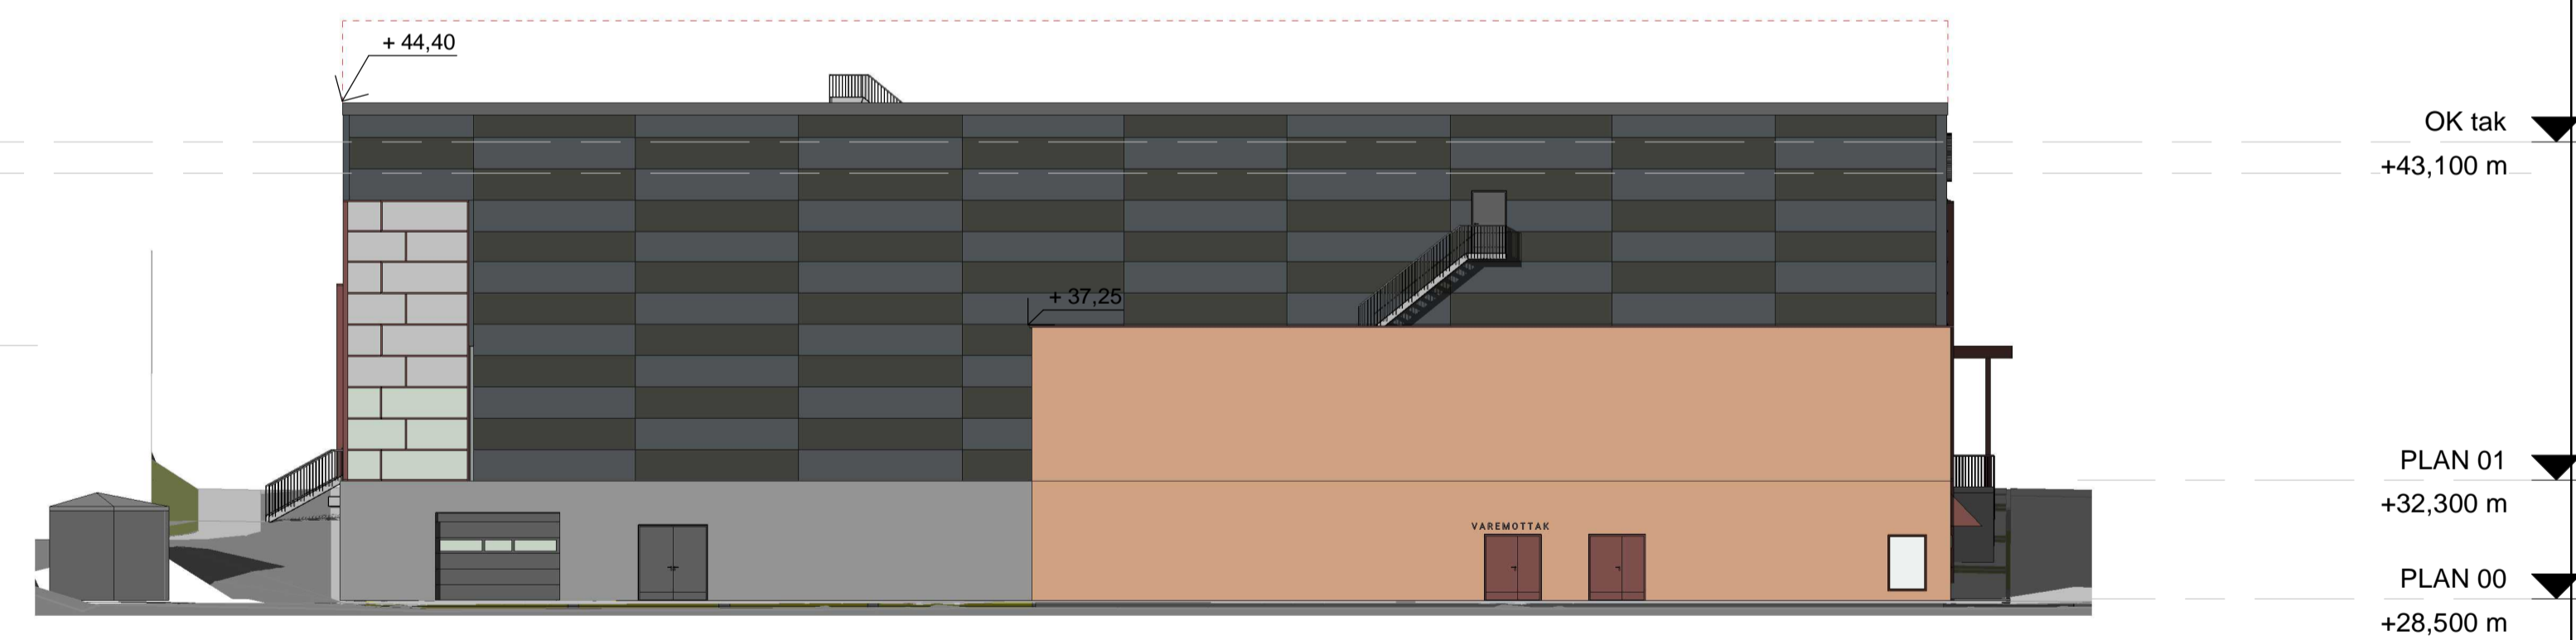 + 44,40
OK tak
+43,100 m
+ 37,25
PLAN 01
+32,300 m
VAREMOTTAK
PLAN 00
+28,500 m